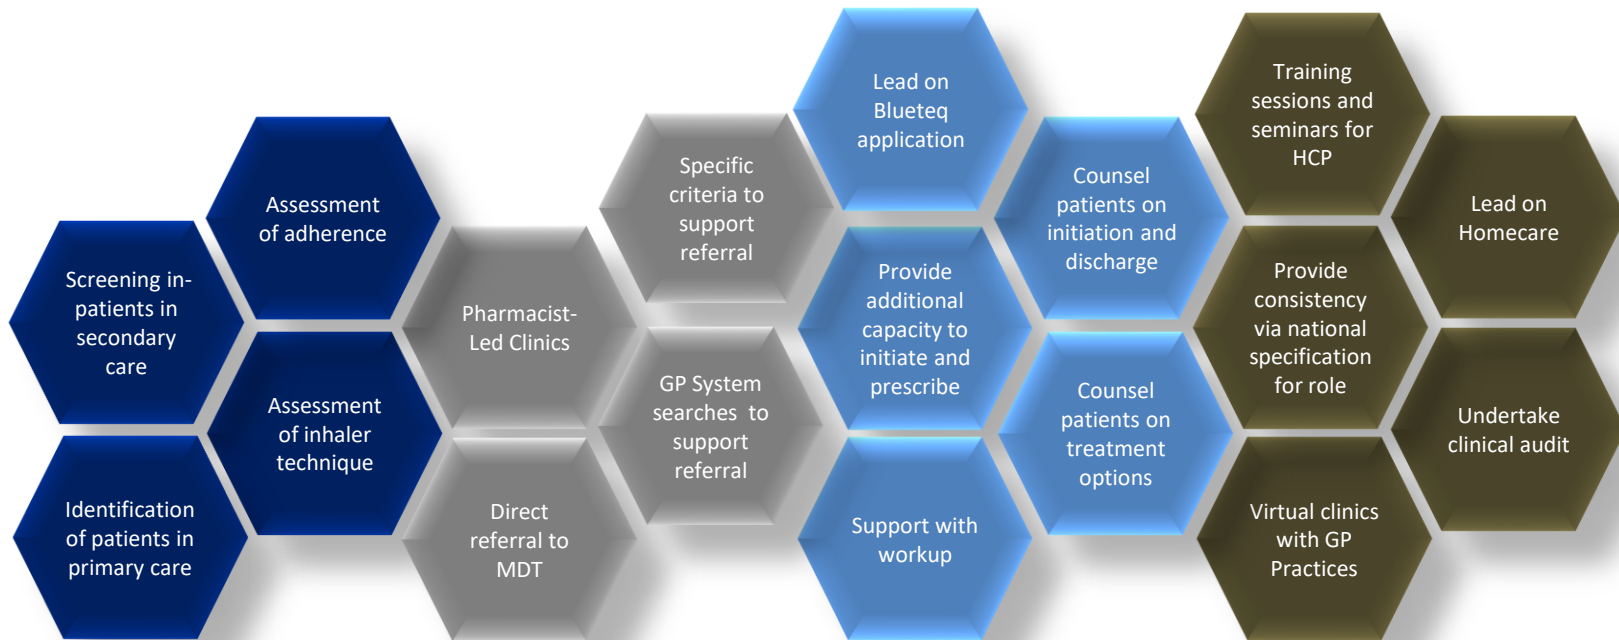 Screening in-
patients in
secondary
care
Identification
of patients in
primary care
Assessment
of adherence
Assessment
of inhaler
technique
Pharmacist-
Led Clinics
Direct
referral to
MDT
Specific
criteria to
support
referral
GP System
searches  to
support
referral
Lead on
Blueteq
application
Provide
additional
capacity to
initiate and
prescribe
Support with
workup
Counsel
patients on
initiation and
discharge
Counsel
patients on
treatment
options
Training
sessions and
seminars for
HCP
Provide
consistency
via national
specification
for role
Virtual clinics
with GP
Practices
Lead on
Homecare
Undertake
clinical audit